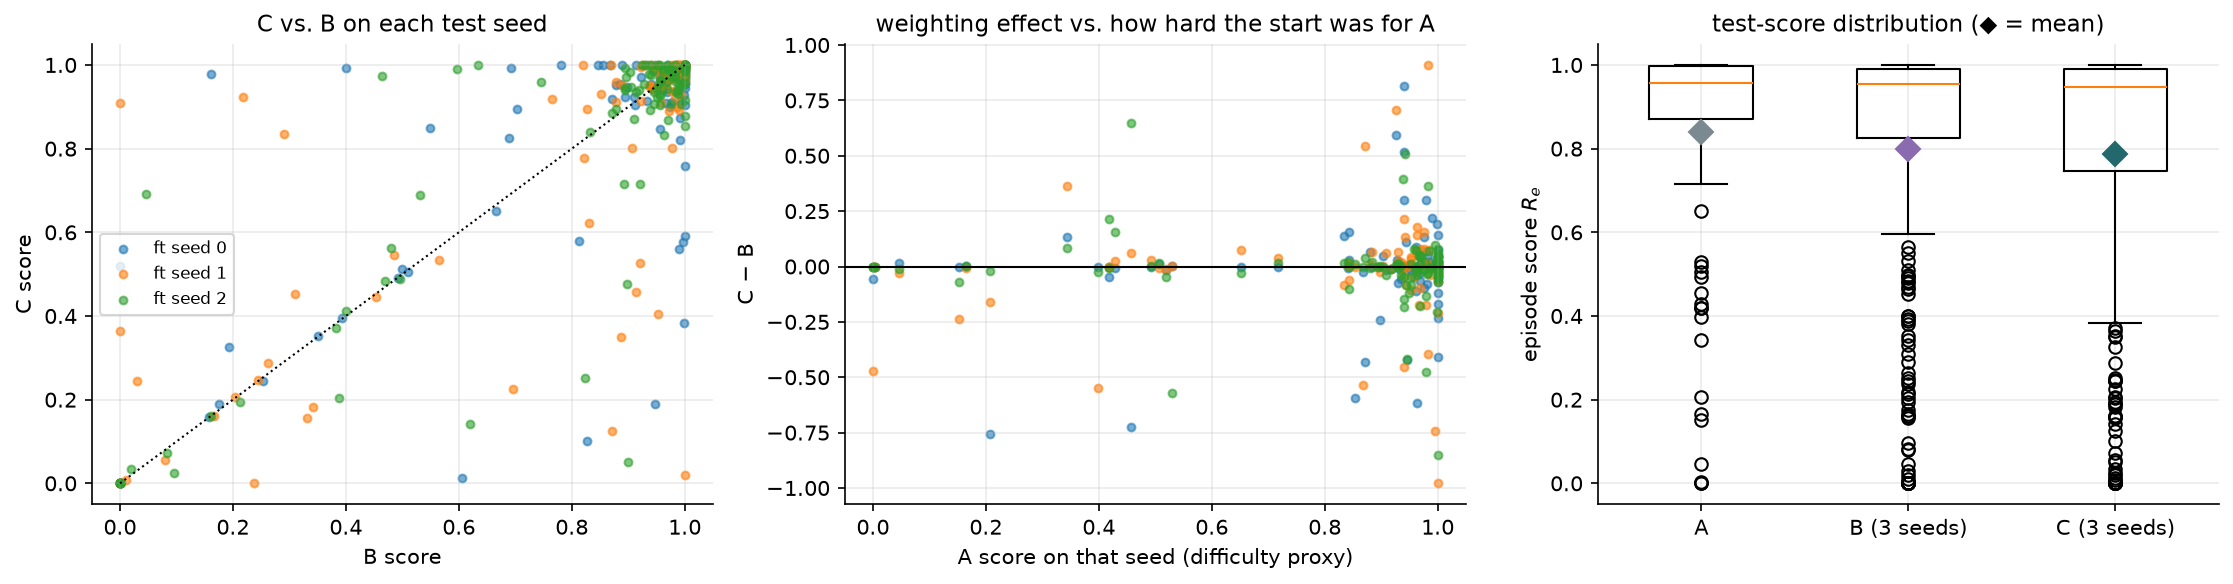 C vs. B on each test seed
1.0
0.8
0.6
0.4
0.2
0.0
C score
ft seed 0
ft seed 1
ft seed 2
0.0 0.2 0.4 0.6 0.8 1.0
B score
weighting effect vs. how hard the start was for A
1.00
0.75
0.50
0.25
0.00
−0.25
−0.50
−0.75
−1.00
C − B
0.0 0.2 0.4 0.6 0.8 1.0
A score on that seed (difficulty proxy)
test-score distribution (◆ = mean)
1.0
0.8
0.6
0.4
0.2
0.0
episode score Rₑ
A B (3 seeds) C (3 seeds)